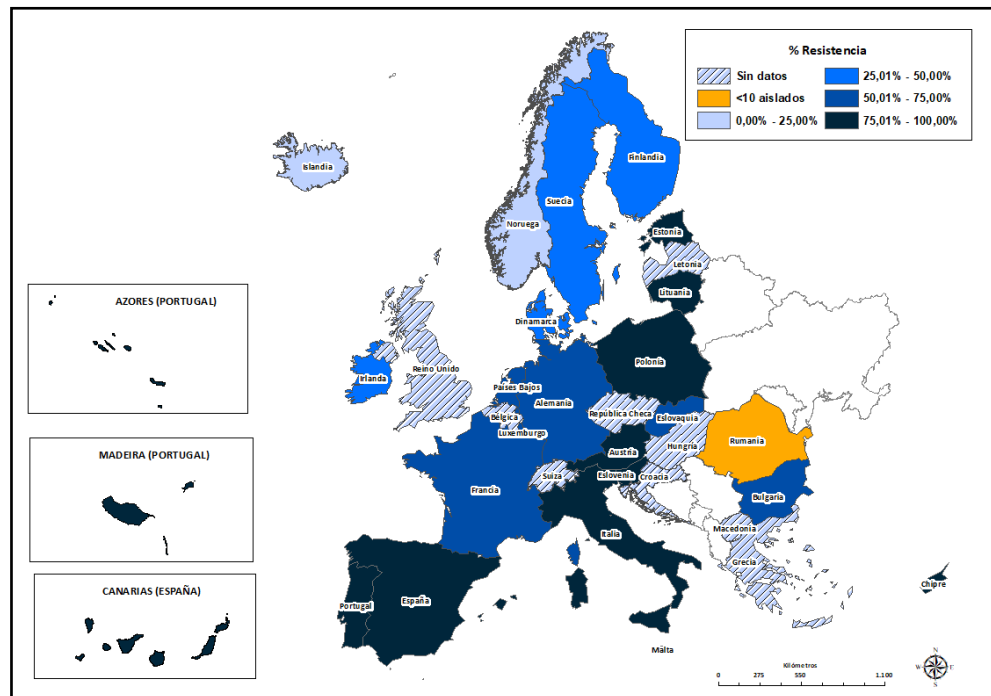 % Resistencia
Sin datos
25,01% - 50,00%
<10 aislados
50,01% - 75,00%
0,00% - 25,00%
75,01% - 100,00%
Islandia
Finlandia
Suecia
Noruega
Estonia
Letonia
Lituania
Dinamarca
AZORES (PORTUGAL)
Reino Unido
Irlanda
Polonia
Países Bajos
Alemania
Bélgica
República Checa
Eslovaquia
Luxemburgo
Hungría
Rumania
Austria
Suiza
Eslovenia
Croacia
MADEIRA (PORTUGAL)
Francia
Bulgaria
Macedonia
Italia
Grecia
Chipre
CANARIAS (ESPAÑA)
Portugal
España
Malta
Kilómetros
0 275 550 1.100
N
W E
S